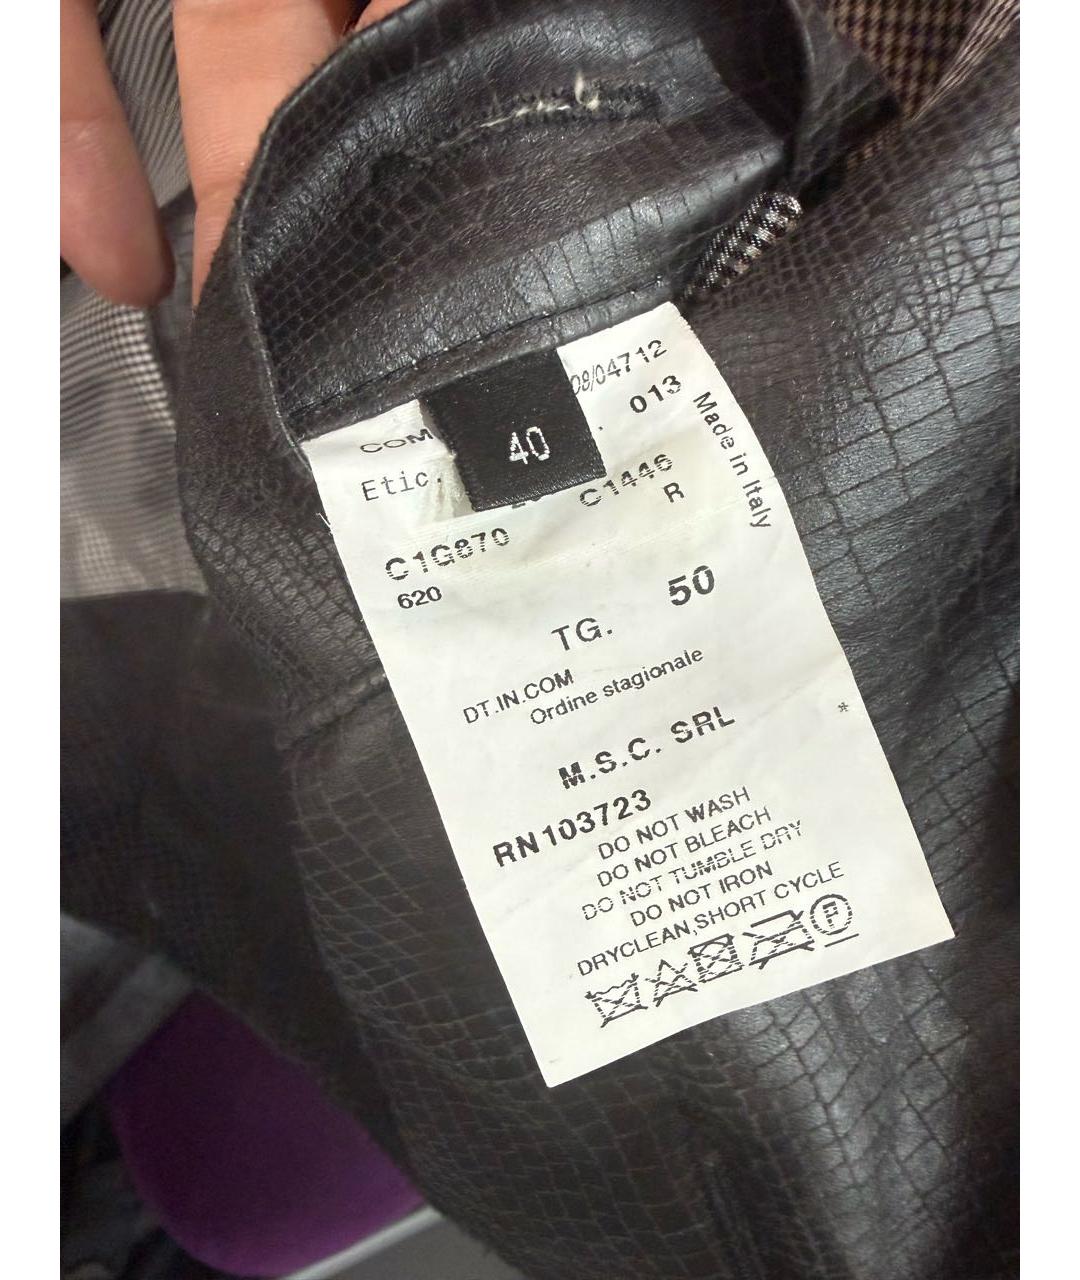 08/04712
COM . 013
40
Etic.
C1446
R
Made in Italy
C1G870
620
50
TG.
DT.IN.COM
Ordine stagionale
M.S.C. SRL
*
RN103723
DO NOT WASH
DO NOT BLEACH
DO NOT TUMBLE DRY
DO NOT IRON
DRYCLEAN,SHORT CYCLE
P